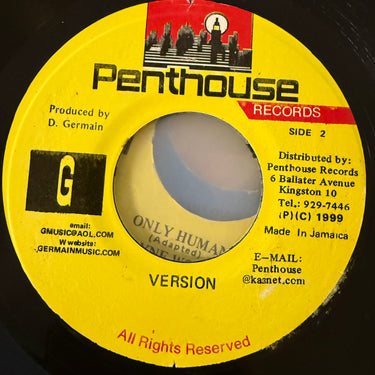 Penthouse
RECORDS
Produced by
D. Germain
SIDE 2
G
Distributed by:
Penthouse Records
6 Ballater Avenue
Kingston 10
Tel.: 929-7446
(P)(C) 1999
Made In Jamaica
email:
GMUSIC@AOL.COM
W website:
GERMAINMUSIC.COM
E-MAIL:
Penthouse
@kasnet.com
ONLY HUMAN
(Adapted)
VERSION
All Rights Reserved